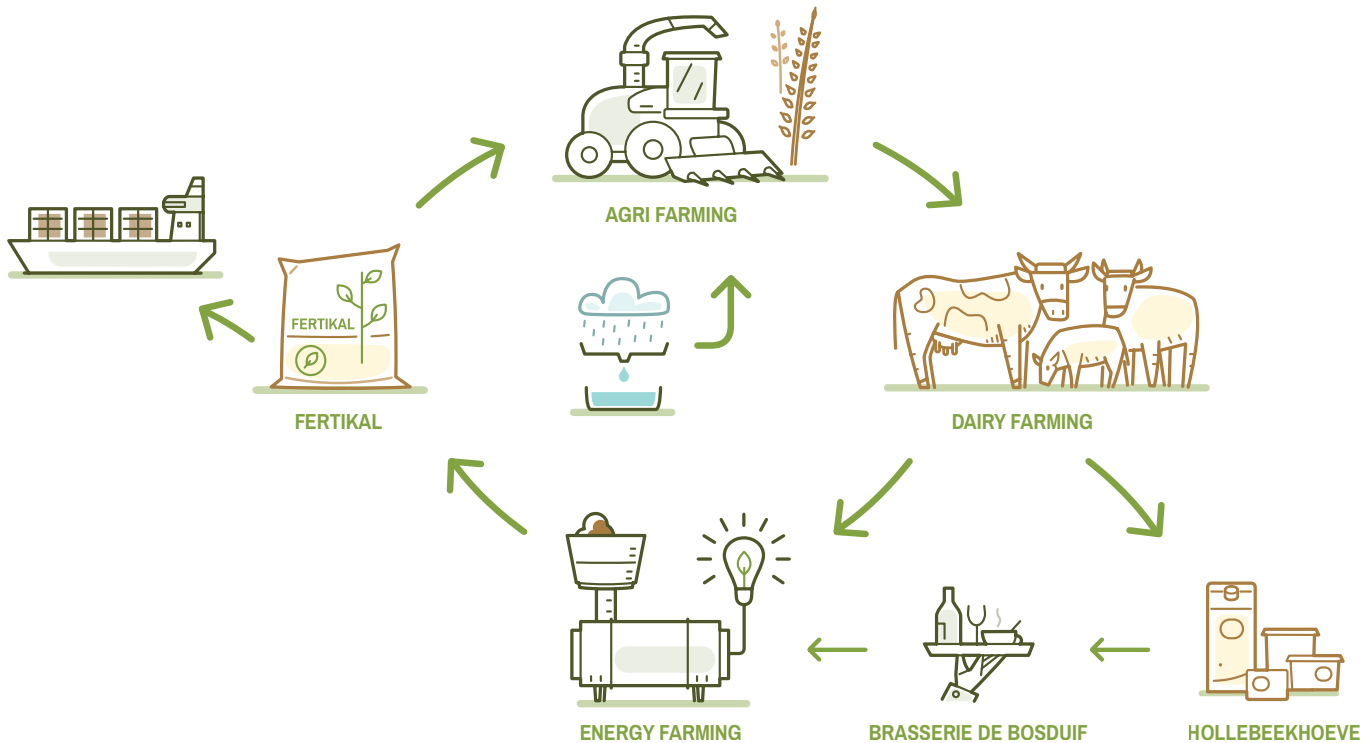 AGRI FARMING
FERTIKAL
FERTIKAL
DAIRY FARMING
ENERGY FARMING
BRASSERIE DE BOSDUIF
HOLLEBEEKHOEVE